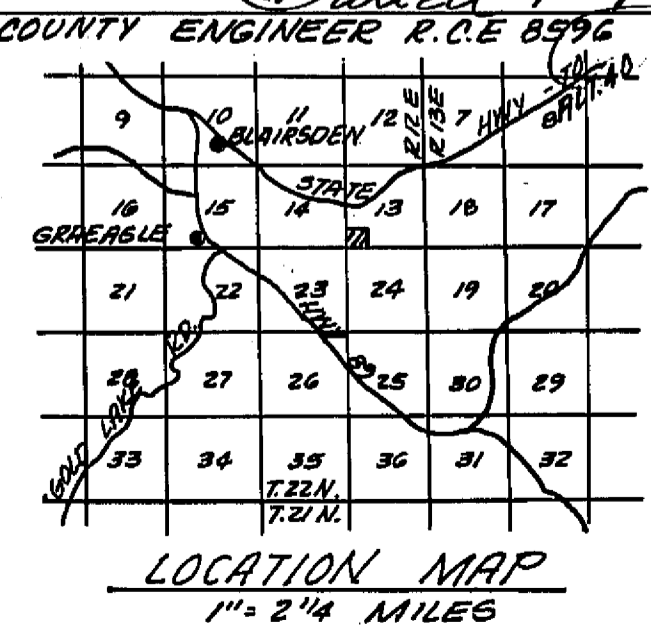 COUNTY ENGINEER R.C.E 8596
TO
9 10 11 12 R12E R13E 7 HWY
BLAIRSDEN
STATE
16 15 14 13 18 17
GRAEAGLE
21 22 23 24 19 20
HWY 89
GOLD LAKE RD.
28 27 26 25 30 29
33 34 35 36 31 32
T.22N.
T.21N.
LOCATION MAP
1"= 2 1/4 MILES